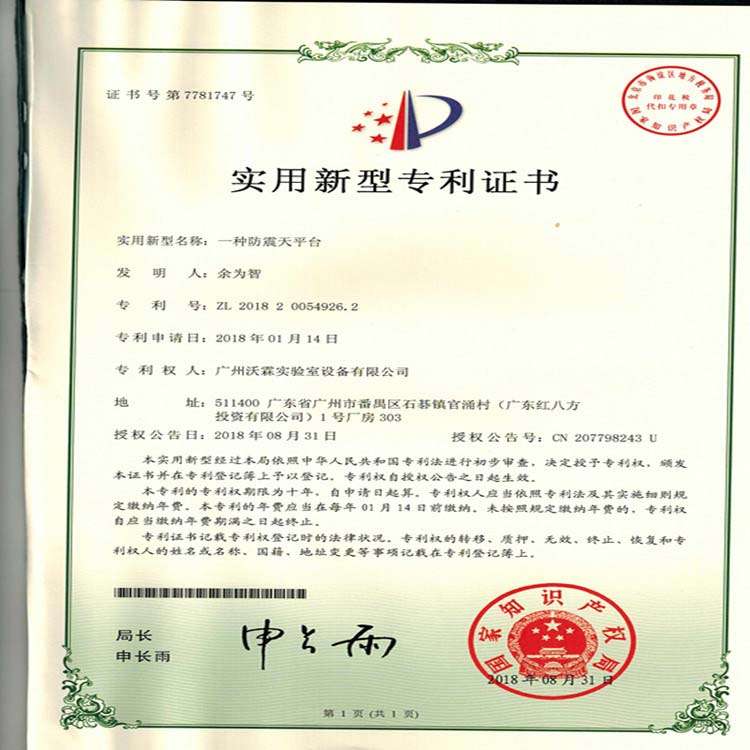 证书号第7781747号
印花税
代扣专用章
实用新型专利证书
实用新型名称：一种防震天平台
发明人：余为智
专利号：ZL 2018 2 0054926.2
专利申请日：2018年01月14日
专利权人：广州沃霖实验室设备有限公司
地址：511400 广东省广州市番禺区石碁镇官涌村（广东红八方
投资有限公司）1号厂房303
授权公告日：2018年08月31日 授权公告号：CN 207798243 U
本实用新型经过本局依照中华人民共和国专利法进行初步审查，决定授予专利权，颁发
本证书并在专利登记簿上予以登记。专利权自授权公告之日起生效。
本专利的专利权期限为十年，自申请日起算。专利权人应当依照专利法及其实施细则规
定缴纳年费。本专利的年费应当在每年01月14日前缴纳。未按照规定缴纳年费的，专利权
自应当缴纳年费期满之日起终止。
专利证书记载专利权登记时的法律状况。专利权的转移、质押、无效、终止、恢复和专
利权人的姓名或名称、国籍、地址变更等事项记载在专利登记簿上。
局长
申长雨
申长雨
国家知识产权局
2018年08月31日
第1页（共1页）